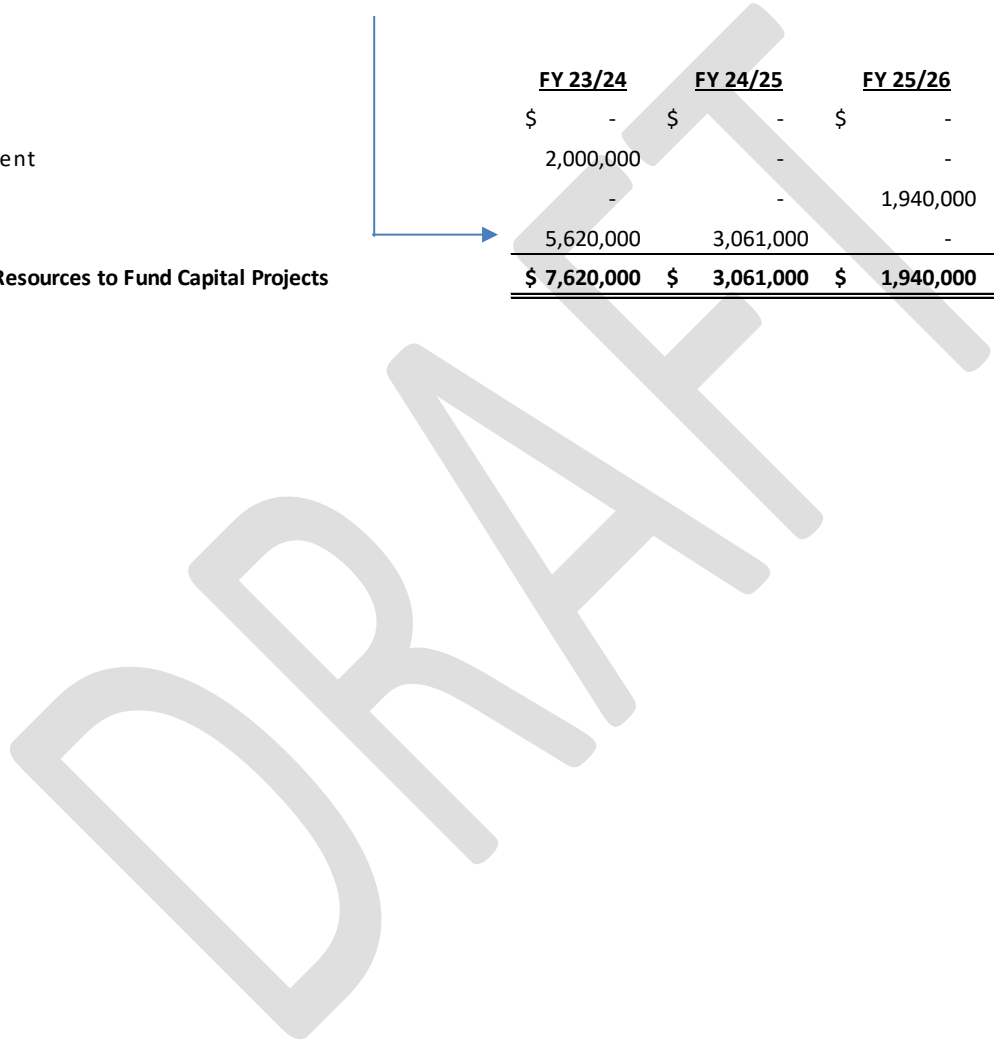 FY 23/24 FY 24/25 FY 25/26
$ - $ - $ -
ent 2,000,000 - -
- - 1,940,000
5,620,000 3,061,000 -
Resources to Fund Capital Projects $ 7,620,000 $ 3,061,000 $ 1,940,000
DRAFT